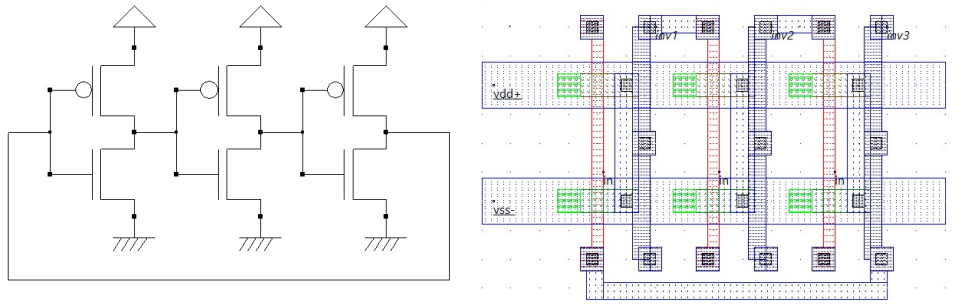 inv1 inv2 inv3
vdd+
in in in
vss-